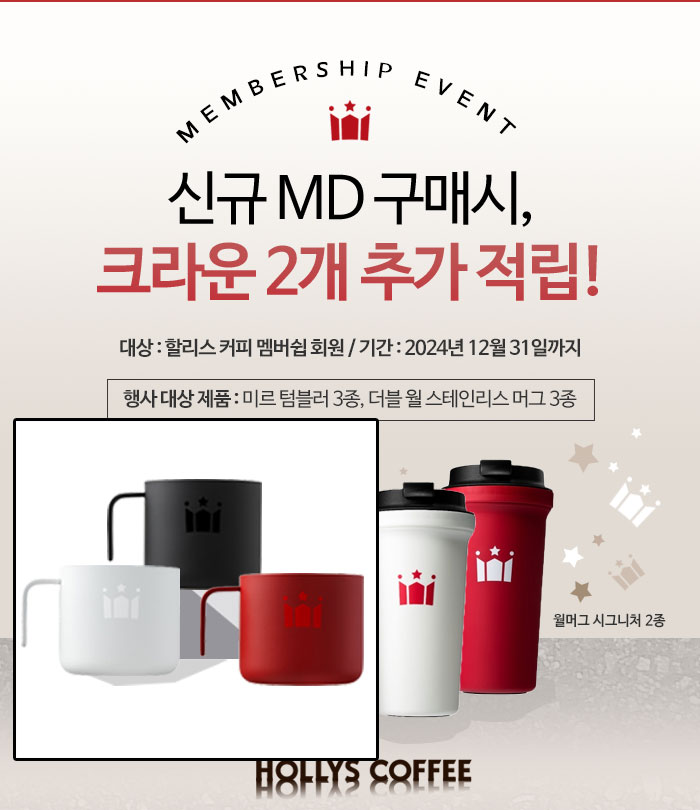 MEMBERSHIP EVENT
신규 MD 구매시,
크라운 2개 추가 적립!
대상 : 할리스 커피 멤버쉽 회원 / 기간 : 2024년 12월 31일까지
행사 대상 제품 : 미르 텀블러 3종, 더블 월 스테인리스 머그 3종
월머그 시그니처 2종
HOLLYS COFFEE